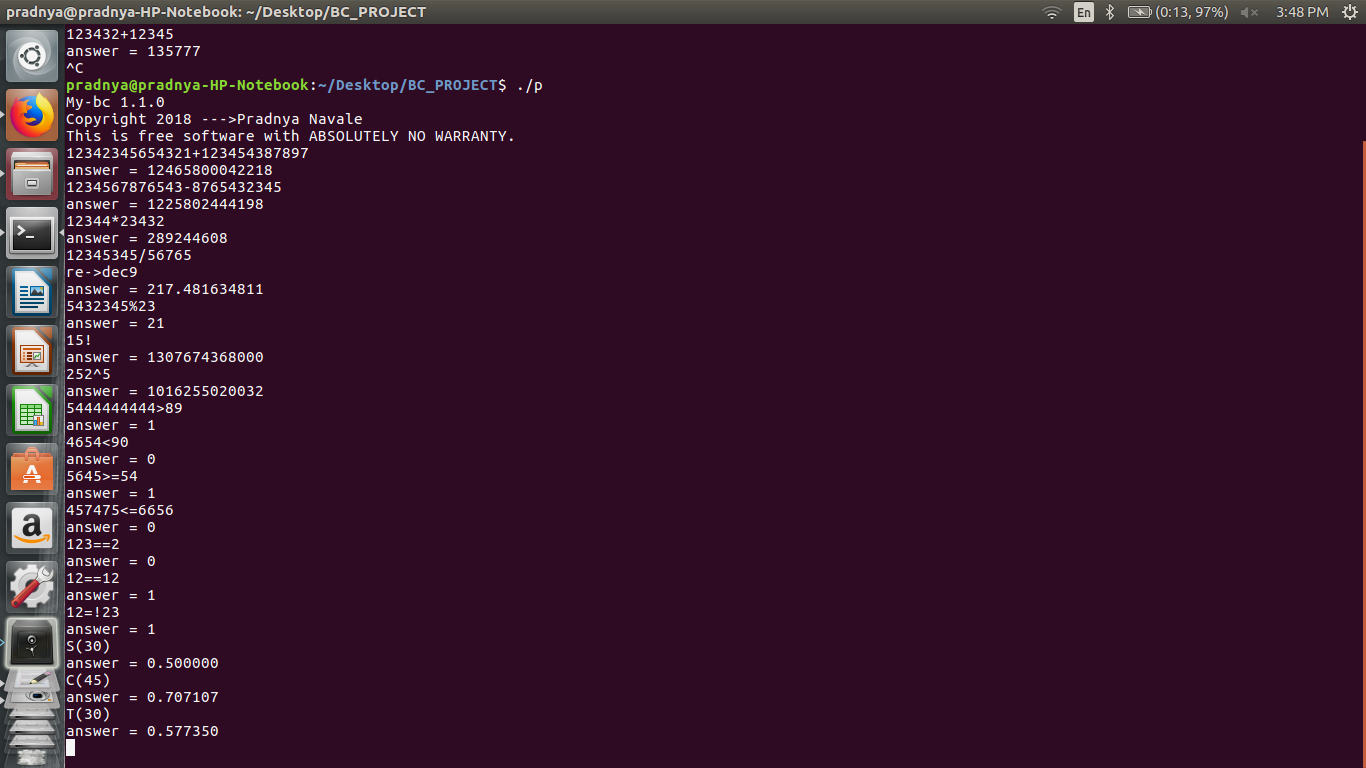 pradnya@pradnya-HP-Notebook: ~/Desktop/BC_PROJECT
En
(0:13, 97%)
3:48 PM
123432+12345
answer = 135777
^C
pradnya@pradnya-HP-Notebook:~/Desktop/BC_PROJECT$ ./p
My-bc 1.1.0
Copyright 2018 --->Pradnya Navale
This is free software with ABSOLUTELY NO WARRANTY.
12342345654321+123454387897
answer = 12465800042218
1234567876543-8765432345
answer = 1225802444198
12344*23432
answer = 289244608
12345345/56765
re->dec9
answer = 217.481634811
5432345%23
answer = 21
15!
answer = 1307674368000
252^5
answer = 1016255020032
5444444444>89
answer = 1
4654<90
answer = 0
5645>=54
answer = 1
457475<=6656
answer = 0
123==2
answer = 0
12==12
answer = 1
12=!23
answer = 1
S(30)
answer = 0.500000
C(45)
answer = 0.707107
T(30)
answer = 0.577350